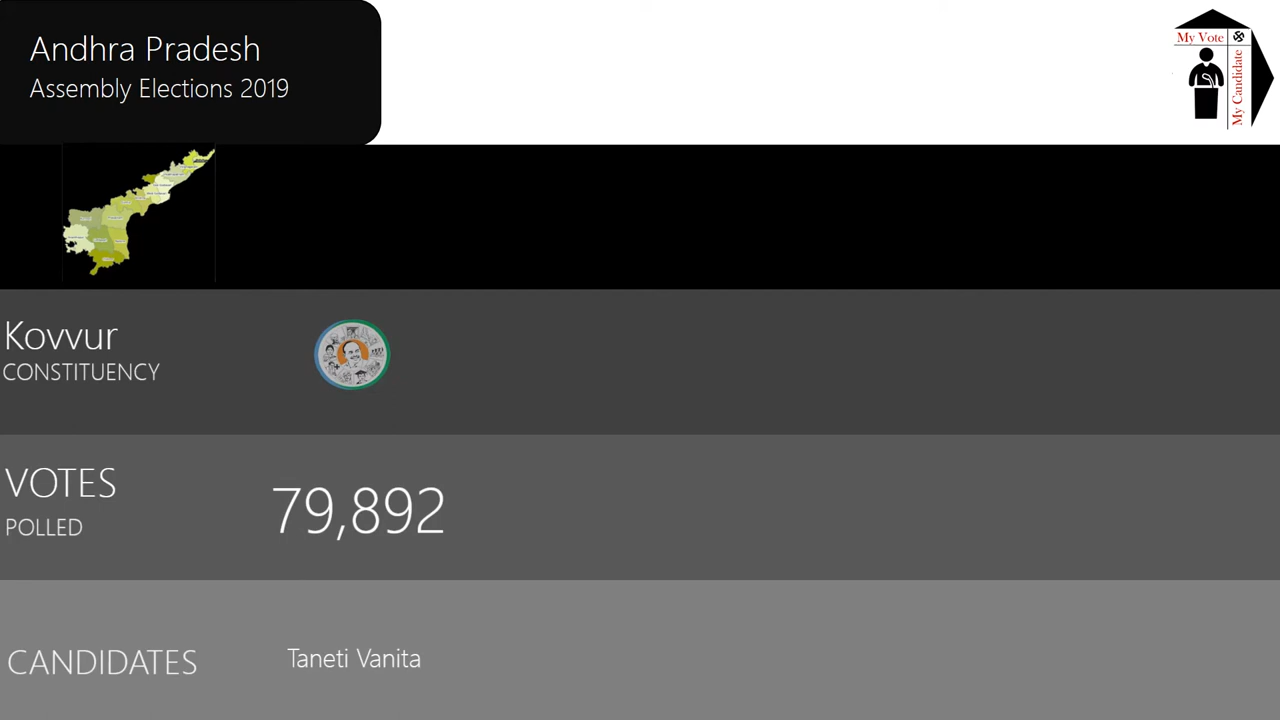 Andhra Pradesh
Assembly Elections 2019
My Vote
My Candidate
Kovvur
CONSTITUENCY
VOTES
POLLED
79,892
CANDIDATES
Taneti Vanita